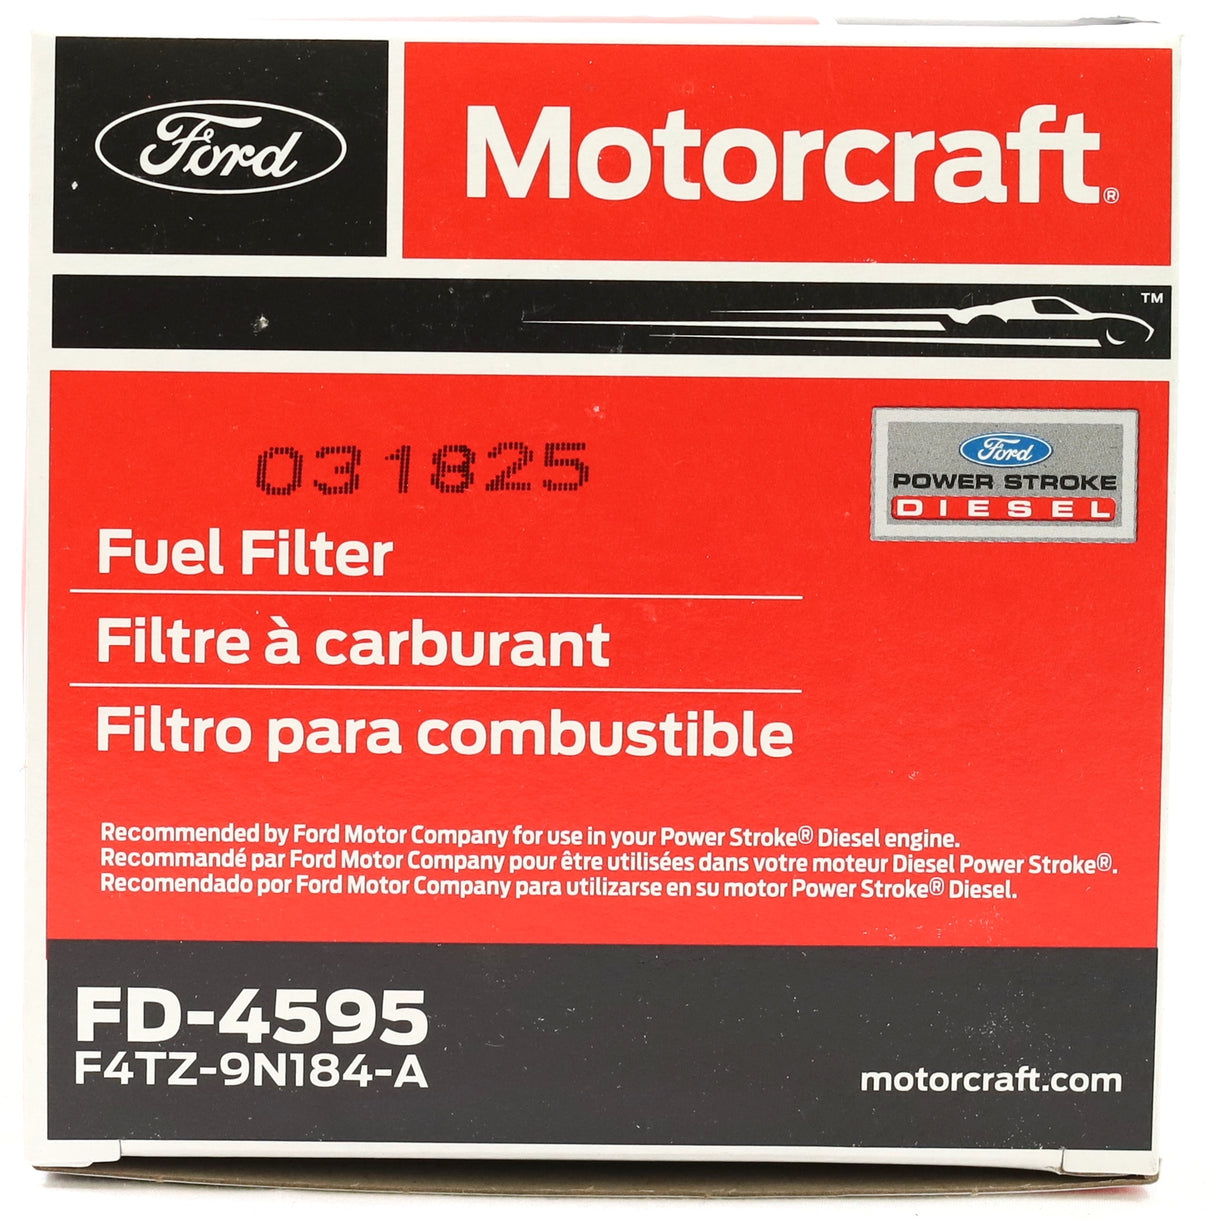 Ford
Motorcraft®
™
031825
Ford
POWER STROKE
DIESEL
Fuel Filter
Filtre à carburant
Filtro para combustible
Recommended by Ford Motor Company for use in your Power Stroke® Diesel engine.
Recommandé par Ford Motor Company pour être utilisées dans votre moteur Diesel Power Stroke®.
Recomendado por Ford Motor Company para utilizarse en su motor Power Stroke® Diesel.
FD-4595
F4TZ-9N184-A
motorcraft.com